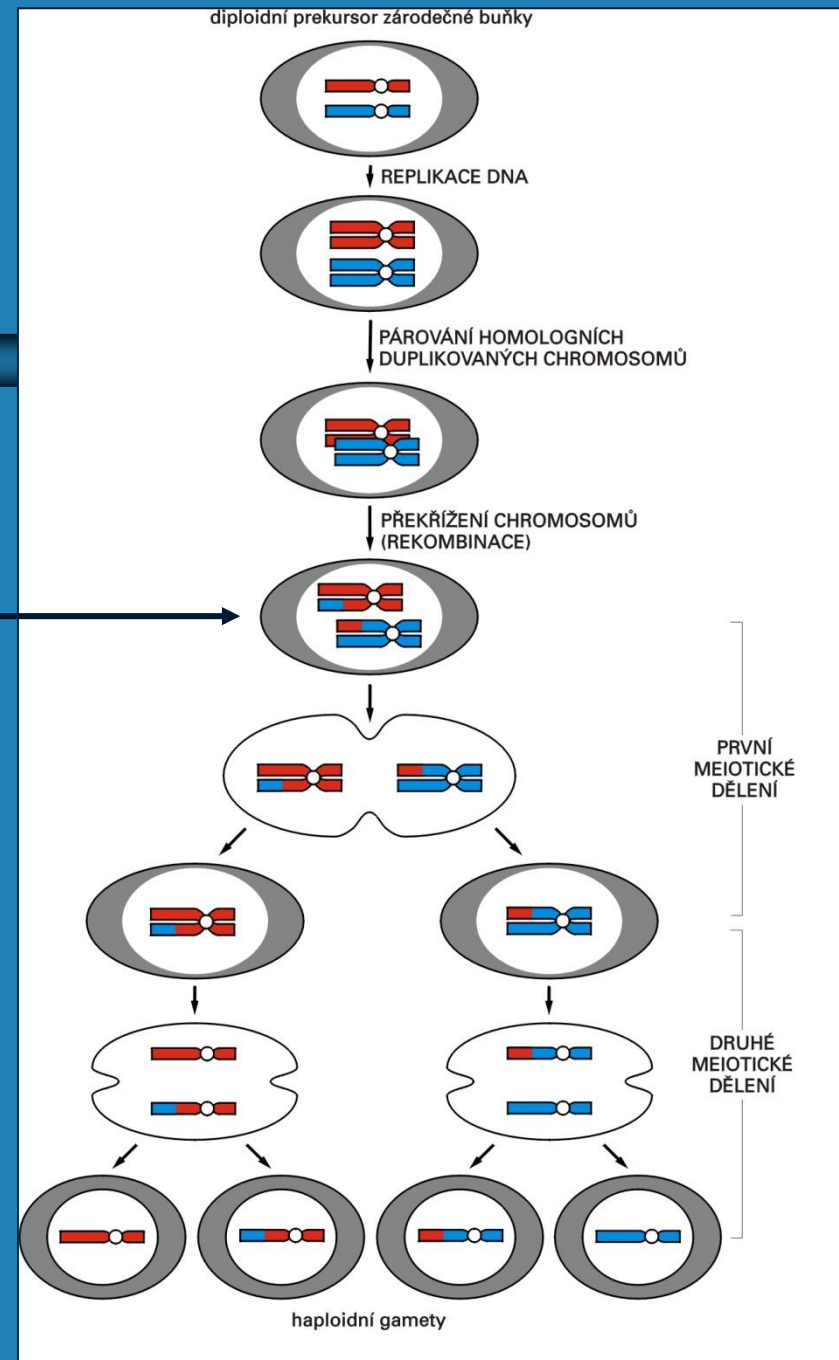 diploidní prekursor zárodečné buňky
REPLIKACE DNA
PÁROVÁNÍ HOMOLOGNÍCH
DUPLIKOVANÝCH CHROMOSOMŮ
PŘEKŘÍŽENÍ CHROMOSOMŮ
(REKOMBINACE)
PRVNÍ
MEIOTICKÉ
DĚLENÍ
DRUHÉ
MEIOTICKÉ
DĚLENÍ
haploidní gamety